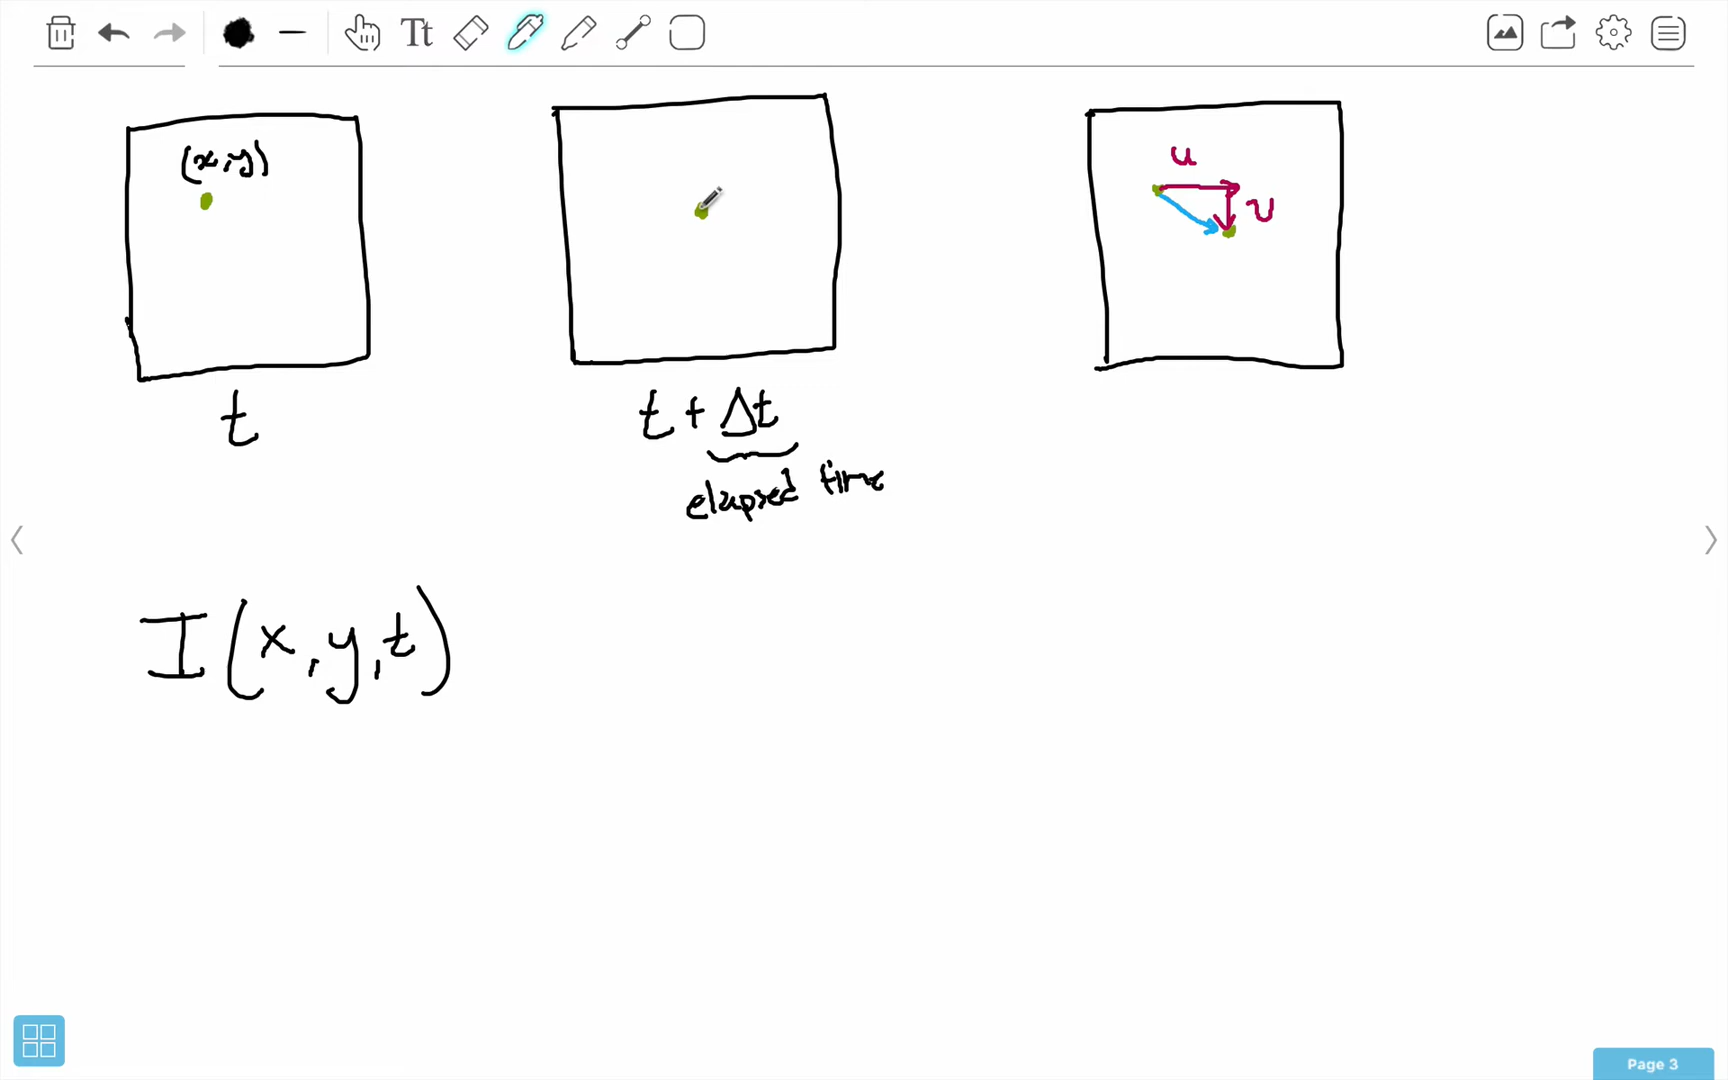 Tt
(x,y)
u
v
t
t + Δt
elapsed time
I(x,y,t)
Page 3